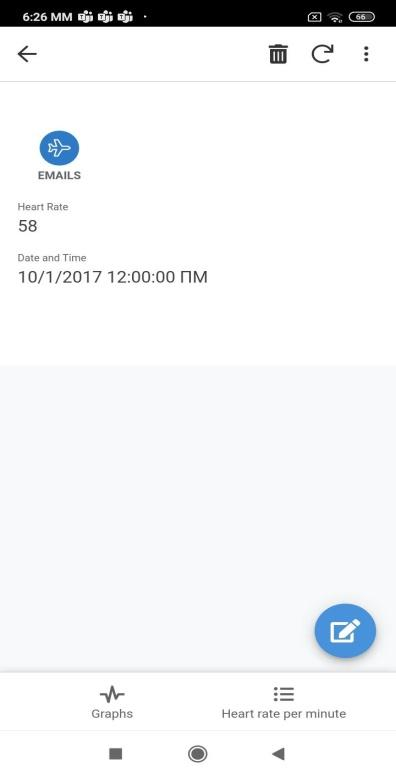 6:26 ΜΜ
66
EMAILS
Heart Rate
58
Date and Time
10/1/2017 12:00:00 ΠΜ
Graphs
Heart rate per minute